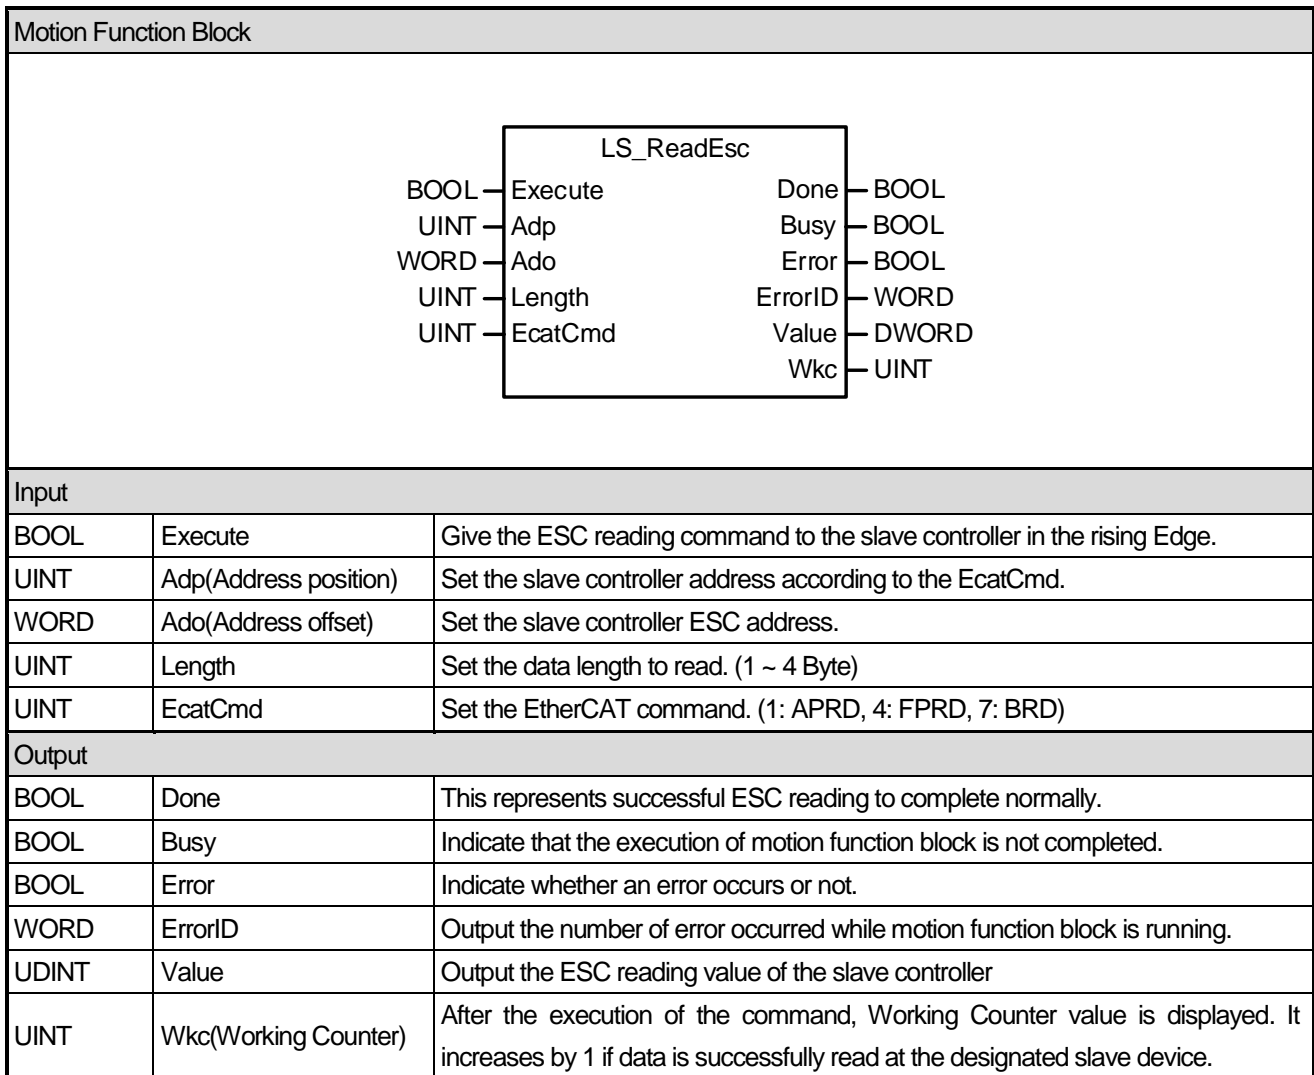 Motion Function Block
LS_ReadEsc
BOOL Execute Done BOOL
UINT Adp Busy BOOL
WORD Ado Error BOOL
UINT Length ErrorID WORD
UINT EcatCmd Value DWORD
Wkc UINT
Input
BOOL Execute Give the ESC reading command to the slave controller in the rising Edge.
UINT Adp(Address position) Set the slave controller address according to the EcatCmd.
WORD Ado(Address offset) Set the slave controller ESC address.
UINT Length Set the data length to read. (1 ~ 4 Byte)
UINT EcatCmd Set the EtherCAT command. (1: APRD, 4: FPRD, 7: BRD)
Output
BOOL Done This represents successful ESC reading to complete normally.
BOOL Busy Indicate that the execution of motion function block is not completed.
BOOL Error Indicate whether an error occurs or not.
WORD ErrorID Output the number of error occurred while motion function block is running.
UDINT Value Output the ESC reading value of the slave controller
UINT Wkc(Working Counter) After the execution of the command, Working Counter value is displayed. It
increases by 1 if data is successfully read at the designated slave device.